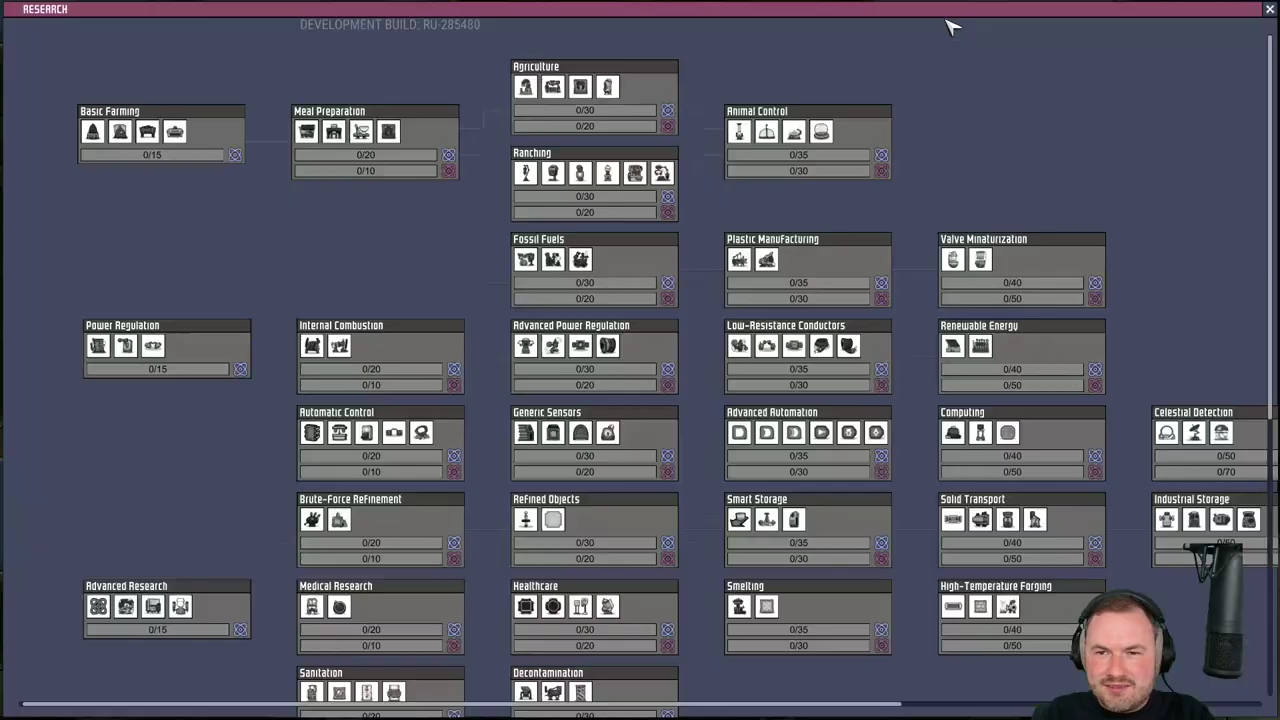 RESEARCH
DEVELOPMENT BUILD, RU-285480
Agriculture
0/30
0/20
Basic Farming
0/15
Meal Preparation
0/20
0/10
Animal Control
0/35
0/30
Ranching
0/30
0/20
Fossil Fuels
0/30
0/20
Plastic Manufacturing
0/35
0/30
Valve Minaturization
0/40
0/50
Power Regulation
0/15
Internal Combustion
0/20
0/10
Advanced Power Regulation
0/30
0/20
Low-Resistance Conductors
0/35
0/30
Renewable Energy
0/40
0/50
Automatic Control
0/20
0/10
Generic Sensors
0/30
0/20
Advanced Automation
0/35
0/30
Computing
0/40
0/50
Celestial Detection
0/50
0/70
Brute-Force Refinement
0/20
0/10
Refined Objects
0/30
0/20
Smart Storage
0/35
0/30
Solid Transport
0/40
0/50
Industrial Storage
Advanced Research
0/15
Medical Research
0/20
0/10
Healthcare
0/30
0/20
Smelting
0/35
0/30
High-Temperature Forging
0/40
0/50
Sanitation
0/20
Decontamination
0/30